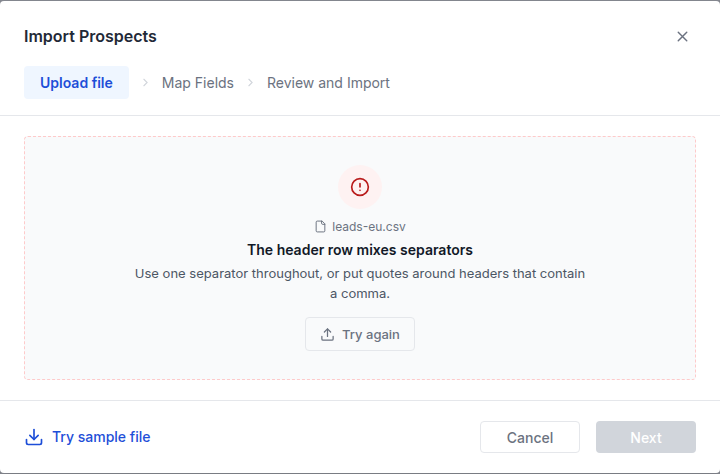 Import Prospects
Upload file
Map Fields
Review and Import
leads-eu.csv
The header row mixes separators
Use one separator throughout, or put quotes around headers that contain
a comma.
Try again
Try sample file
Cancel
Next